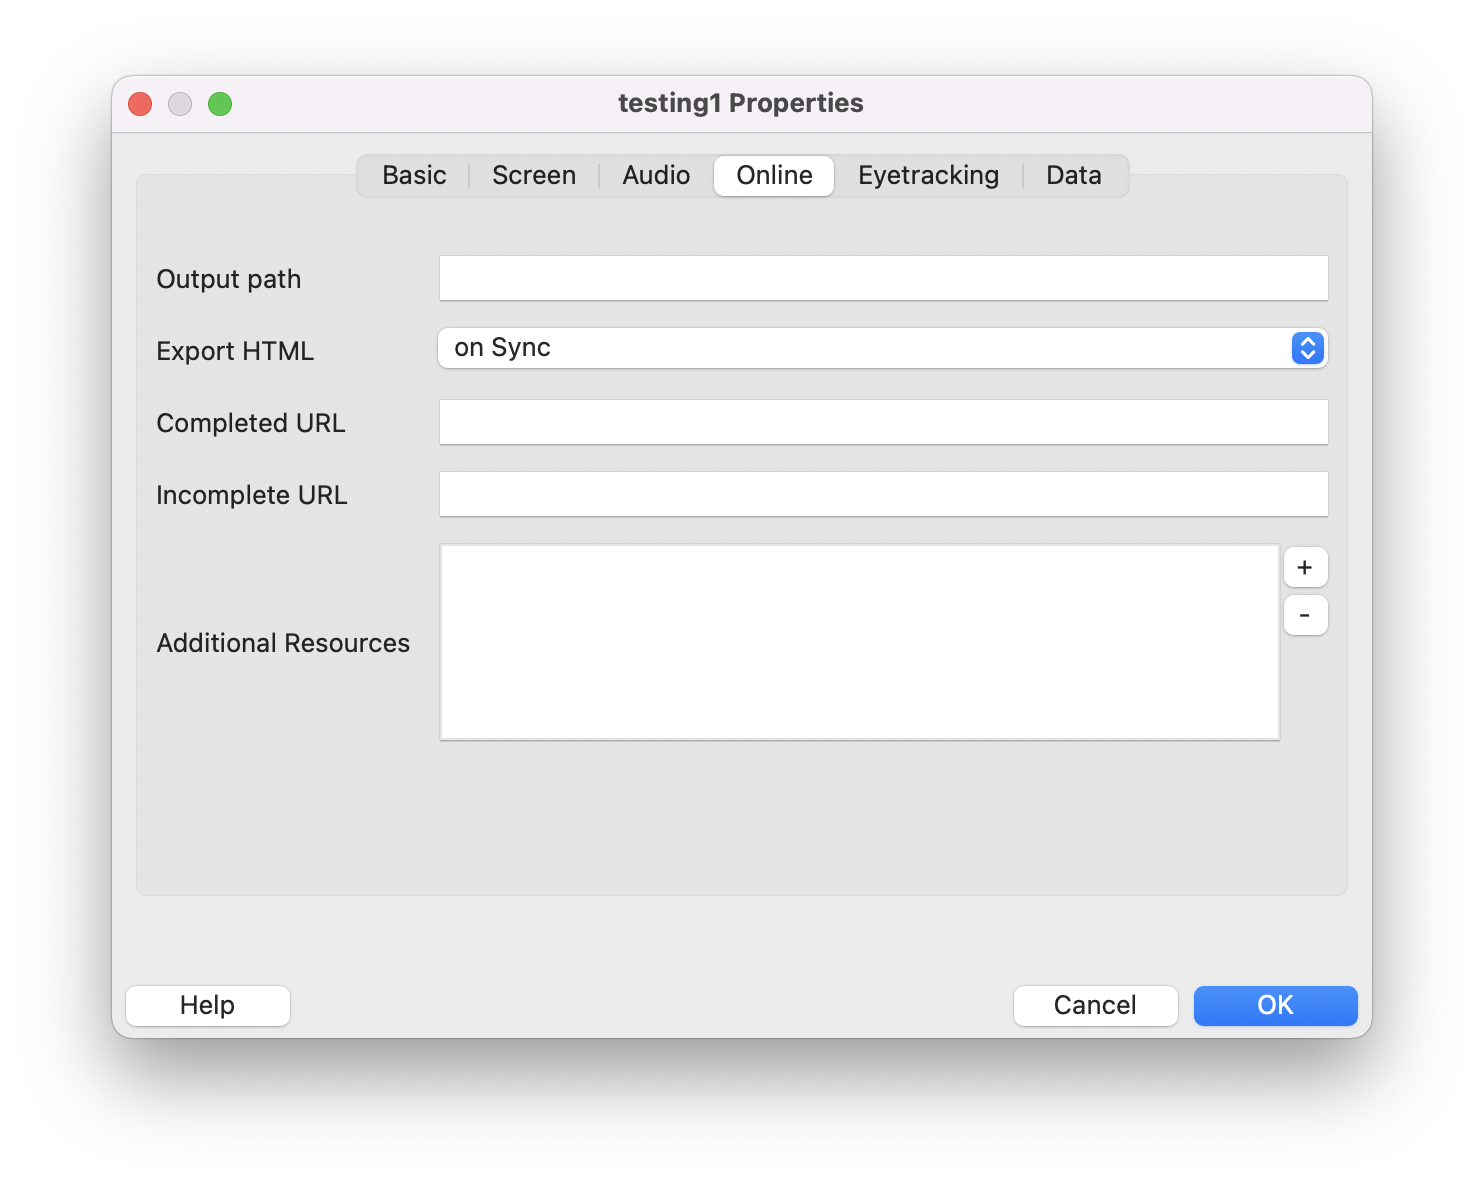 testing1 Properties
Basic Screen Audio Online Eyetracking Data
Output path
Export HTML on Sync
Completed URL
Incomplete URL
+
-
Additional Resources
Help Cancel OK